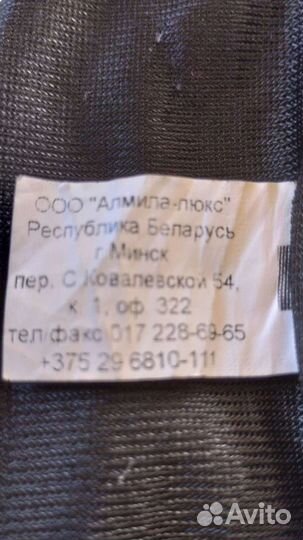 ООО "Алмила-люкс"
Республика Беларусь
г.Минск
пер. С.Ковалевской 54,
к. 1, оф. 322
тел/факс 017 228-69-65
+375 29 6810-111
Avito